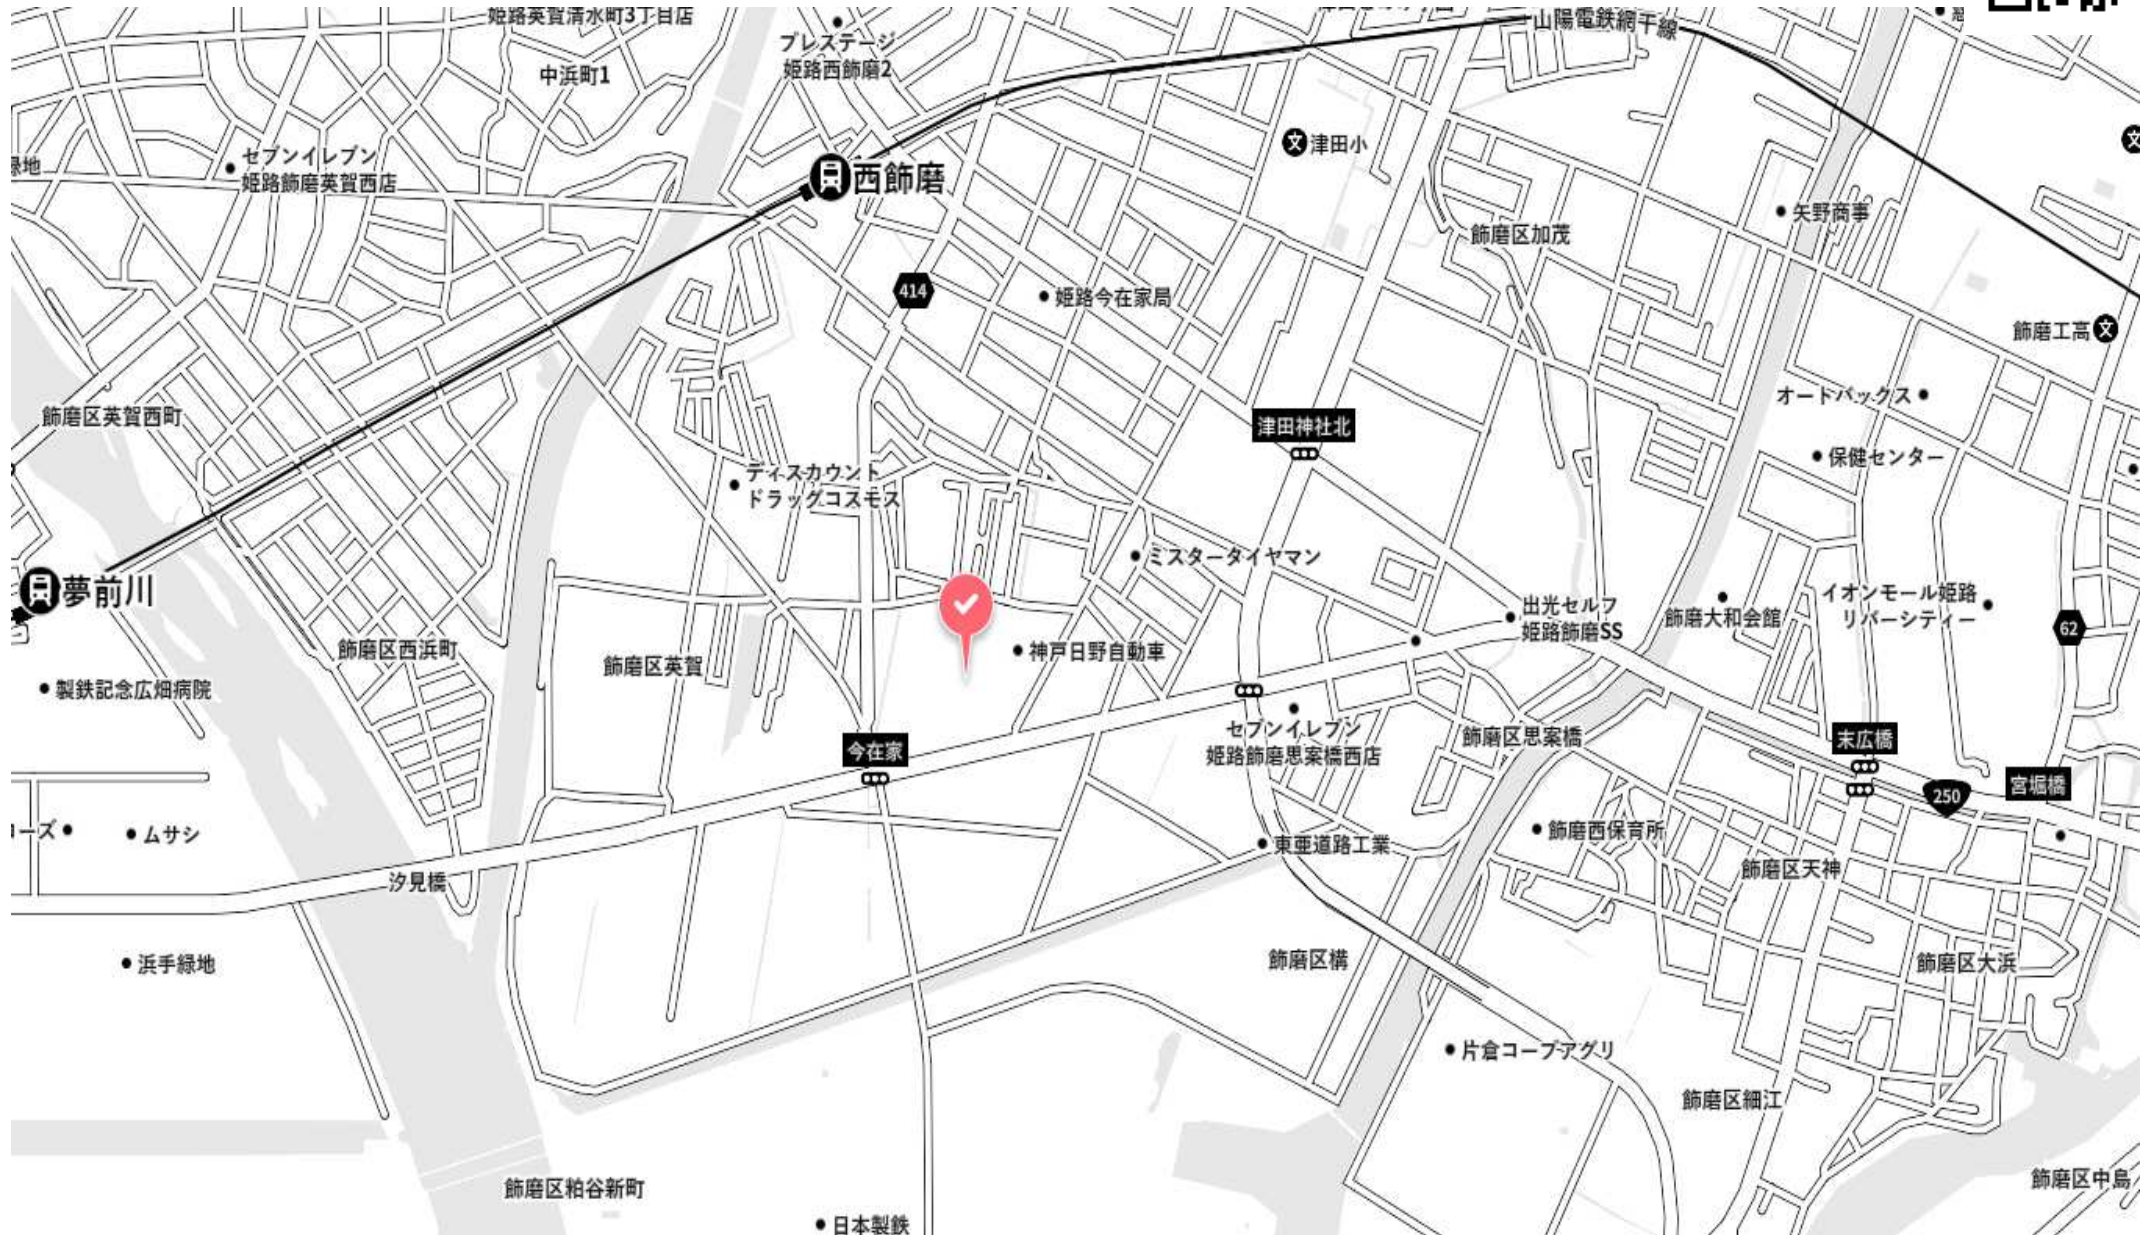 姫路英賀清水町3丁目店
山陽電鉄網干線
プレステージ
姫路西飾磨2
中浜町1
セブンイレブン
姫路飾磨英賀西店
緑地
西飾磨
津田小
矢野商事
飾磨区加茂
414
姫路今在家局
飾磨工高
オートバックス
飾磨区英賀西町
津田神社北
保健センター
ディスカウント
ドラッグコスモス
ミスタータイヤマン
夢前川
イオンモール姫路
リバーシティー
出光セルフ
姫路飾磨SS
飾磨大和会館
62
飾磨区西浜町
飾磨区英賀
神戸日野自動車
製鉄記念広畑病院
セブンイレブン
姫路飾磨思案橋西店
飾磨区思案橋
末広橋
今在家
宮堀橋
250
ーズ
ムサシ
飾磨西保育所
東亜道路工業
飾磨区天神
汐見橋
浜手緑地
飾磨区構
飾磨区大浜
片倉コープアグリ
飾磨区細江
飾磨区粕谷新町
飾磨区中島
日本製鉄